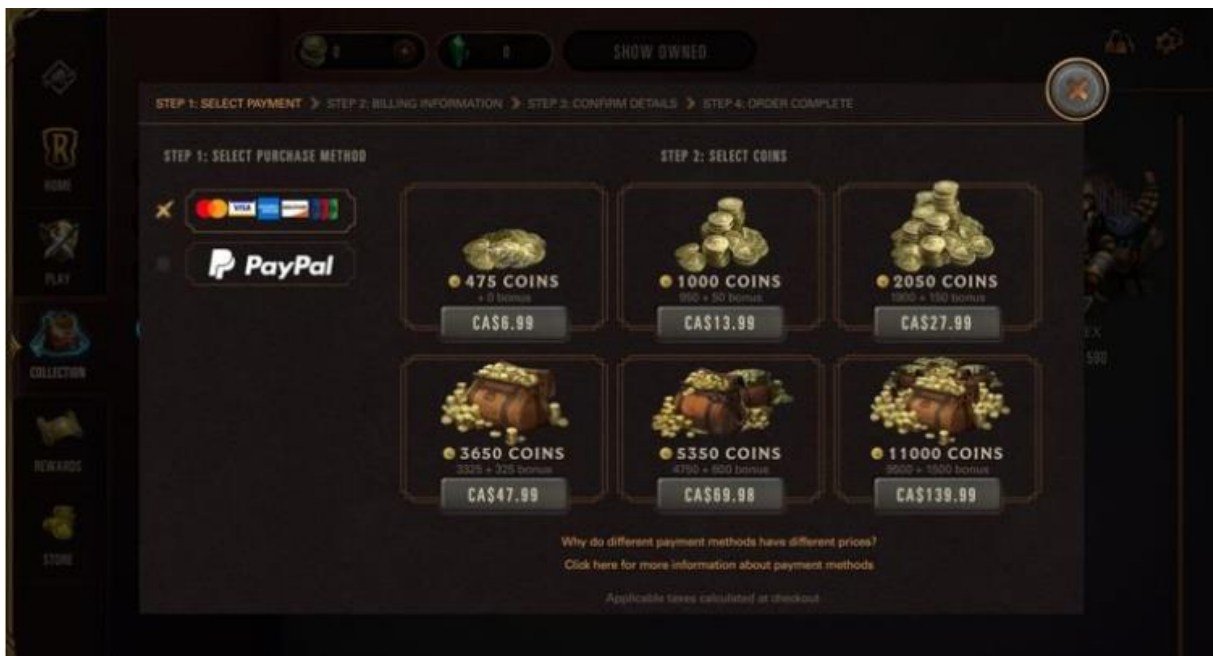 0
0
SHOW OWNED
STEP 1: SELECT PAYMENT > STEP 2: BILLING INFORMATION > STEP 3: CONFIRM DETAILS > STEP 4: ORDER COMPLETE
R
HOME
PLAY
COLLECTION
REWARDS
STORE
STEP 1: SELECT PURCHASE METHOD
VISA
PayPal
STEP 2: SELECT COINS
475 COINS
+ 0 bonus
CA$6.99
1000 COINS
950 + 50 bonus
CA$13.99
2050 COINS
1900 + 150 bonus
CA$27.99
3650 COINS
3325 + 325 bonus
CA$47.99
5350 COINS
4750 + 600 bonus
CA$69.98
11000 COINS
9500 + 1500 bonus
CA$139.99
Why do different payment methods have different prices?
Click here for more information about payment methods
Applicable taxes calculated at checkout
EX
590